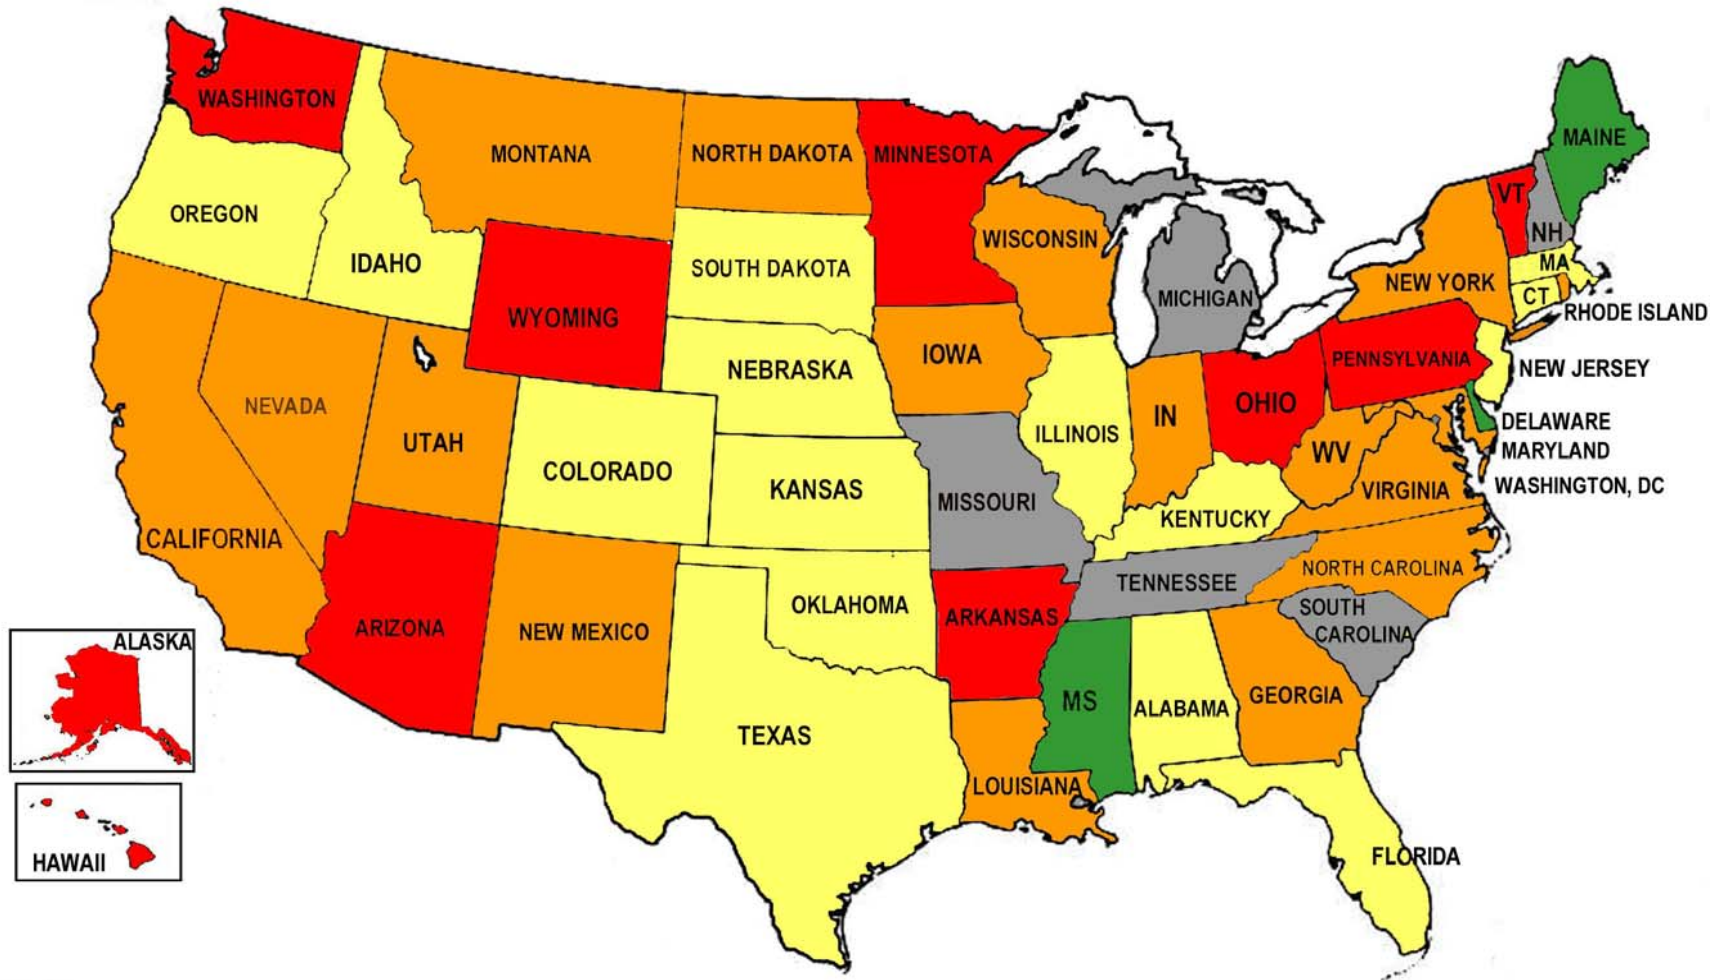 WASHINGTON
MONTANA
NORTH DAKOTA
MINNESOTA
MAINE
VT
OREGON
IDAHO
SOUTH DAKOTA
WISCONSIN
NH
MA
NEW YORK
CT
MICHIGAN
RHODE ISLAND
WYOMING
IOWA
PENNSYLVANIA
NEW JERSEY
NEBRASKA
NEVADA
UTAH
COLORADO
ILLINOIS
IN
OHIO
DELAWARE
WV
MARYLAND
KANSAS
MISSOURI
VIRGINIA
WASHINGTON, DC
KENTUCKY
CALIFORNIA
NORTH CAROLINA
TENNESSEE
OKLAHOMA
ARKANSAS
SOUTH
CAROLINA
ARIZONA
NEW MEXICO
ALASKA
MS
ALABAMA
GEORGIA
TEXAS
LOUISIANA
HAWAII
FLORIDA